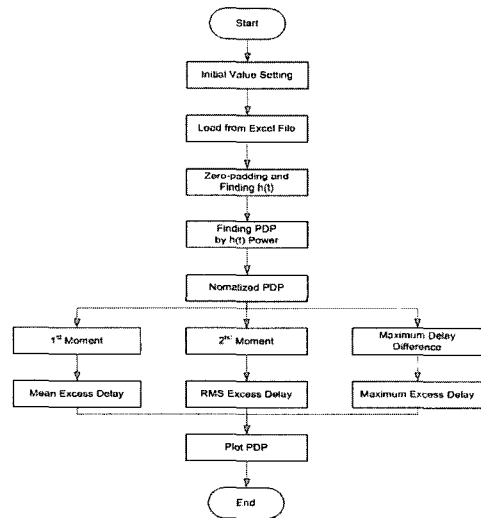 Start
Initial Value Setting
Load from Excel File
Zero-padding and
Finding h(t)
Finding PDP
by h(t) Power
Nomatized PDP
1st Moment
2nd Moment
Maximum Delay
Difference
Mean Excess Delay
RMS Excess Delay
Maximum Excess Delay
Plot PDP
End